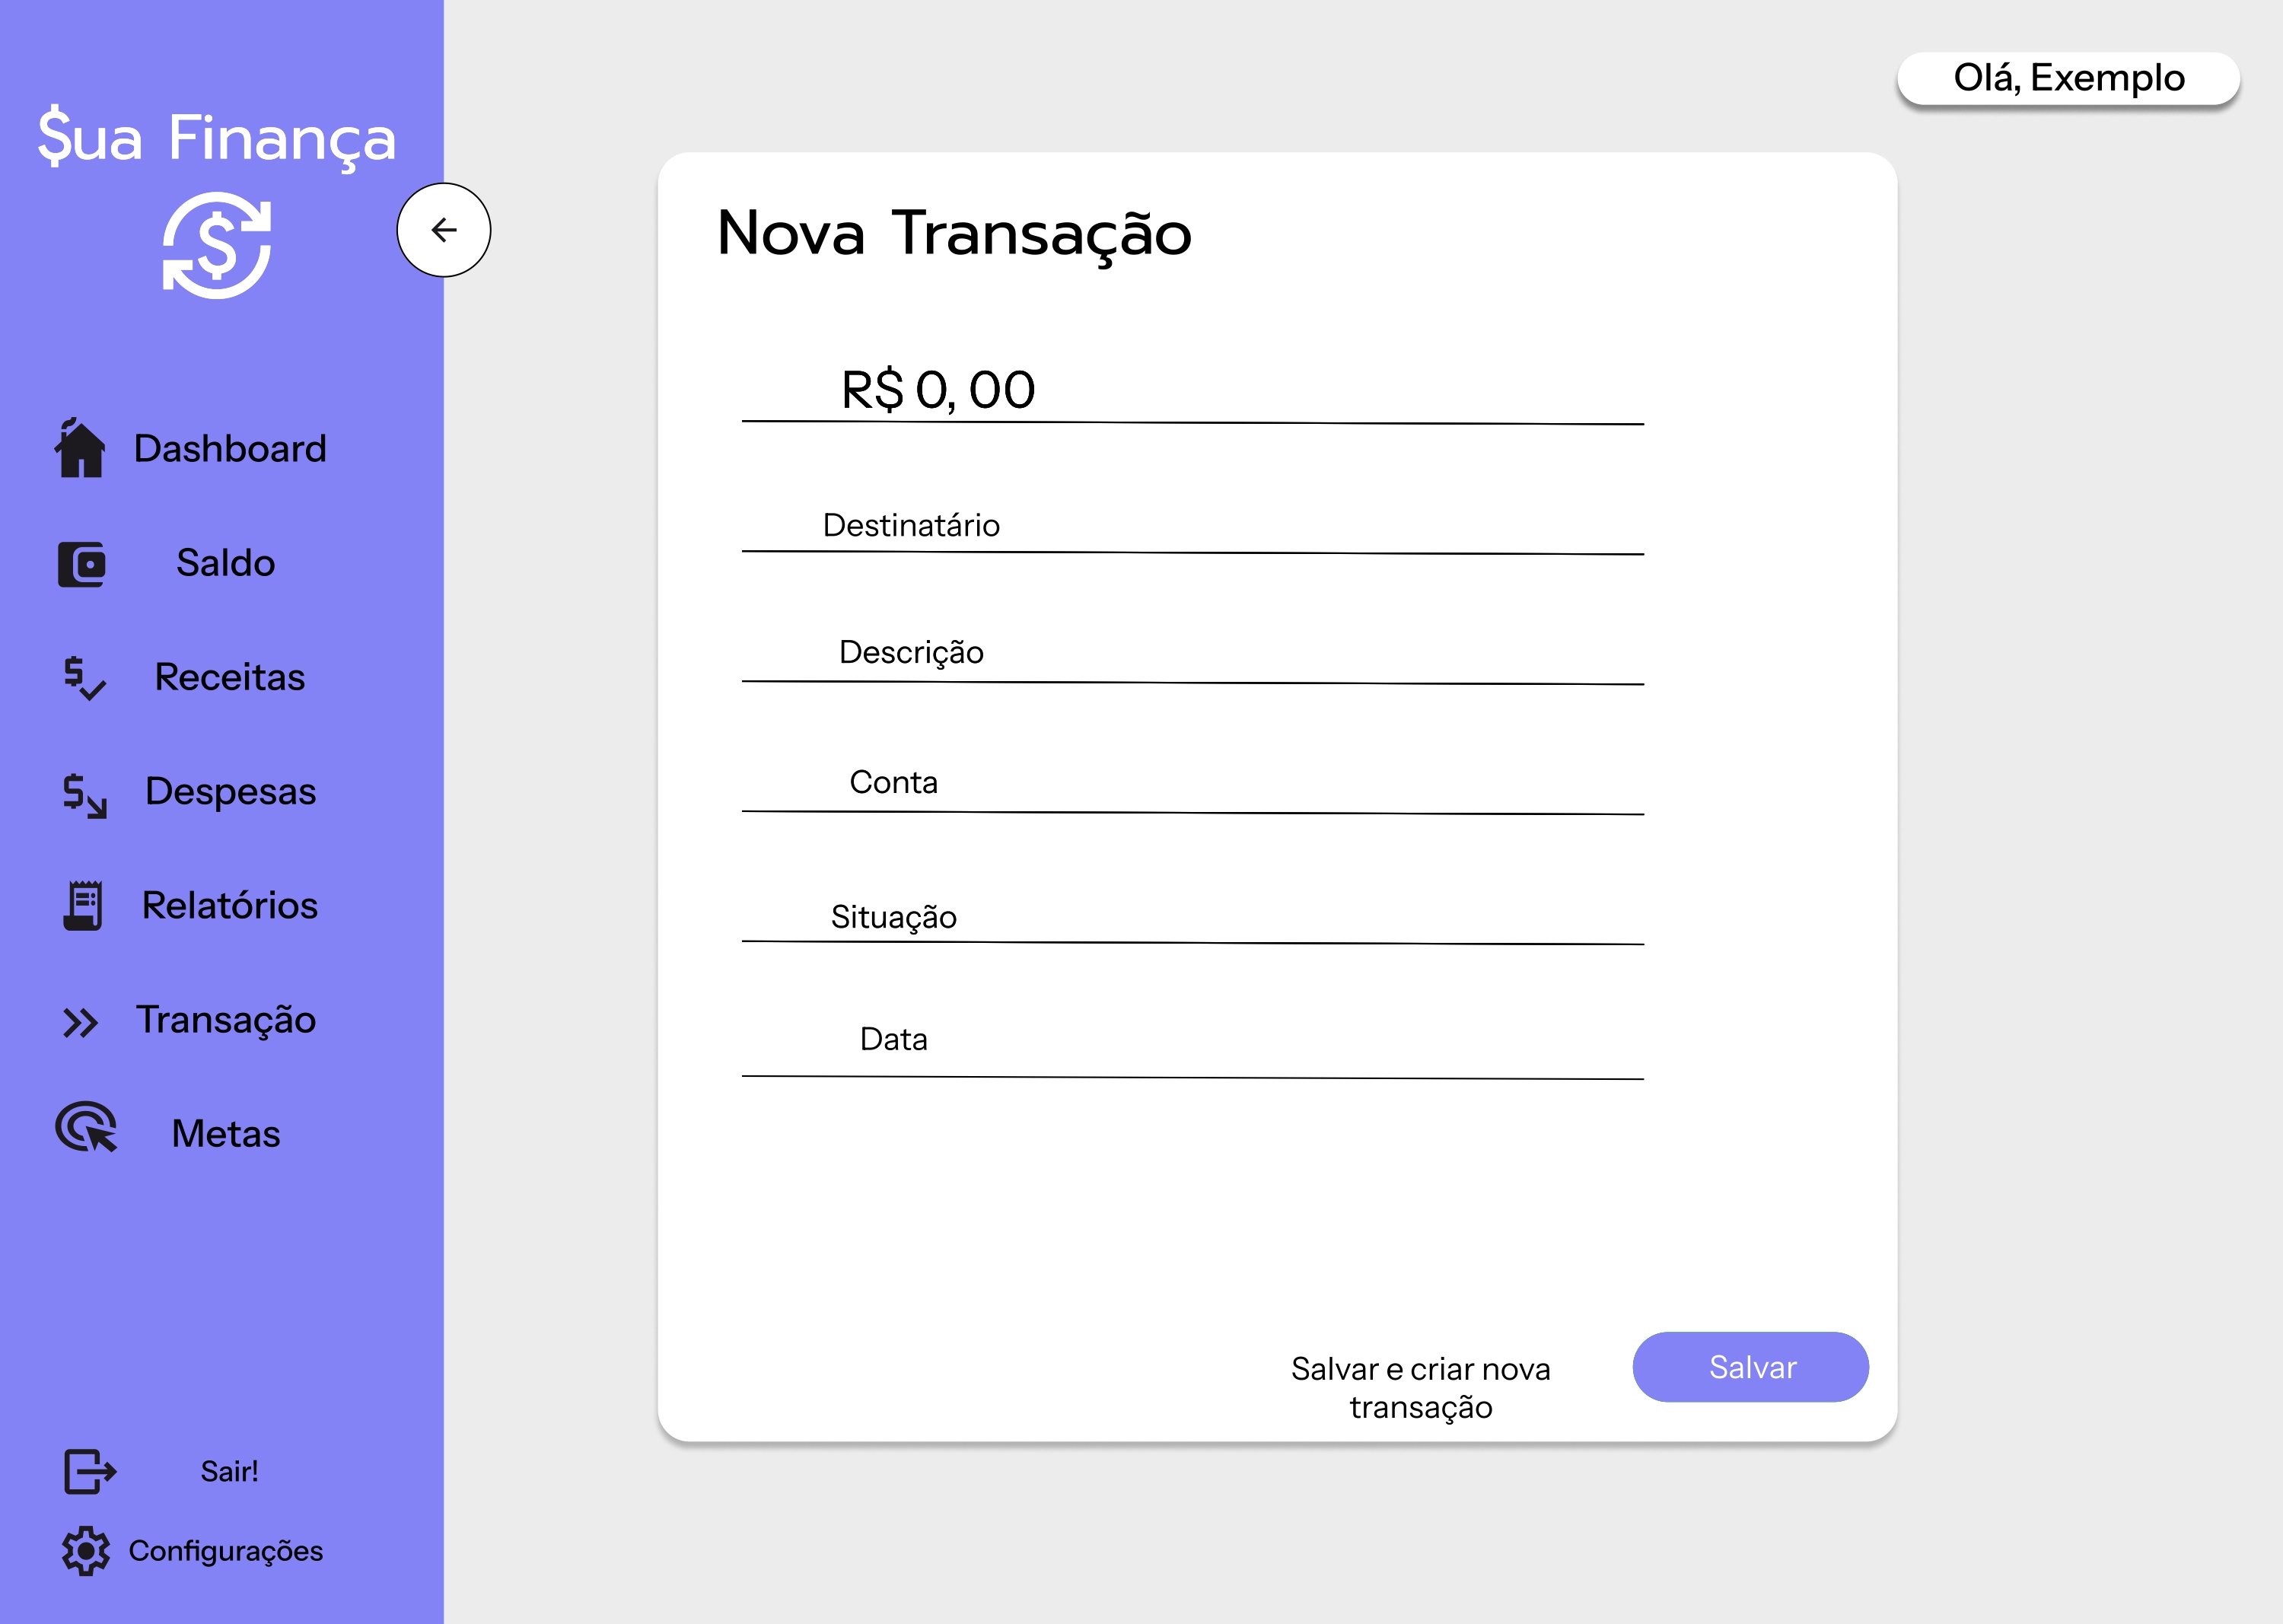 $ua Finança
Dashboard
Saldo
Receitas
Despesas
Relatórios
Transação
Metas
Sair!
Configurações
Olá, Exemplo
Nova Transação
R$ 0, 00
Destinatário
Descrição
Conta
Situação
Data
Salvar e criar nova
transação
Salvar